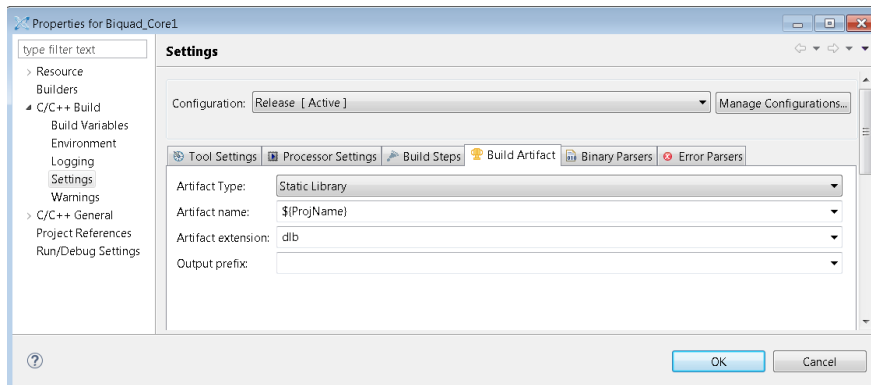 Properties for Biquad_Core1
type filter text
Settings
Resource
Builders
C/C++ Build
Build Variables
Environment
Logging
Settings
Warnings
C/C++ General
Project References
Run/Debug Settings
Configuration: Release [ Active ]
Manage Configurations...
Tool Settings Processor Settings Build Steps Build Artifact Binary Parsers Error Parsers
Artifact Type: Static Library
Artifact name: ${ProjName}
Artifact extension: dlb
Output prefix:
? OK Cancel